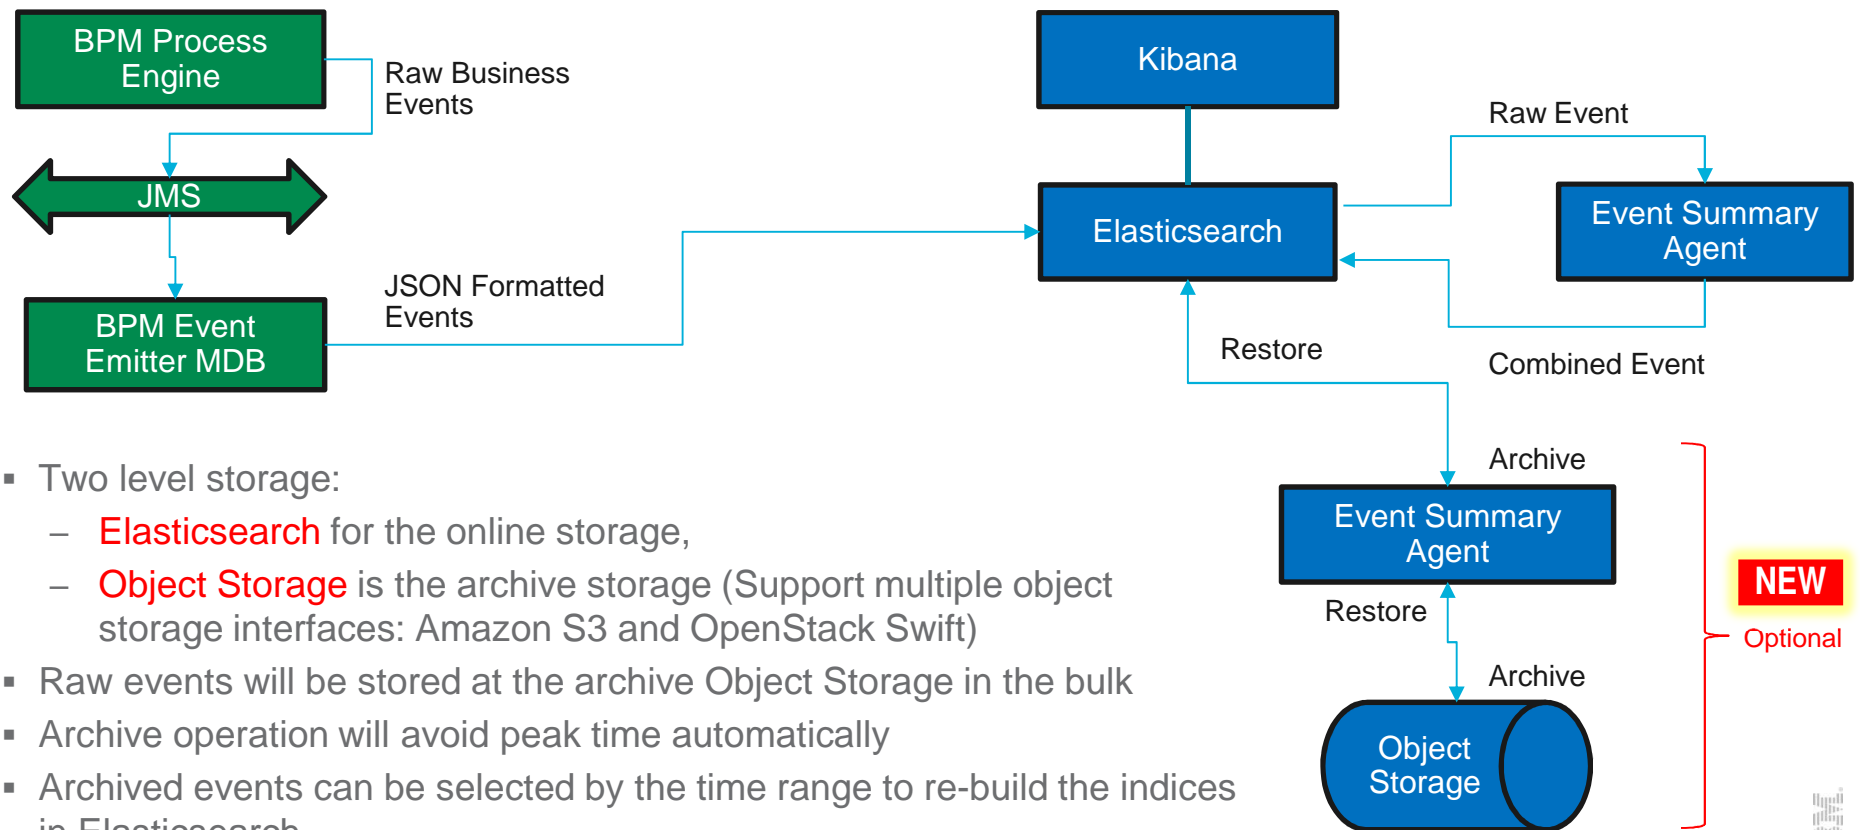 BPM Process
Engine
Raw Business
Events
JMS
BPM Event
Emitter MDB
JSON Formatted
Events
Kibana
Elasticsearch
Raw Event
Event Summary
Agent
Combined Event
Restore
Archive
Event Summary
Agent
Restore
Archive
Object
Storage
NEW
Optional
▪ Two level storage:
– Elasticsearch for the online storage,
– Object Storage is the archive storage (Support multiple object
storage interfaces: Amazon S3 and OpenStack Swift)
▪ Raw events will be stored at the archive Object Storage in the bulk
▪ Archive operation will avoid peak time automatically
▪ Archived events can be selected by the time range to re-build the indices
in Elasticsearch
IBM